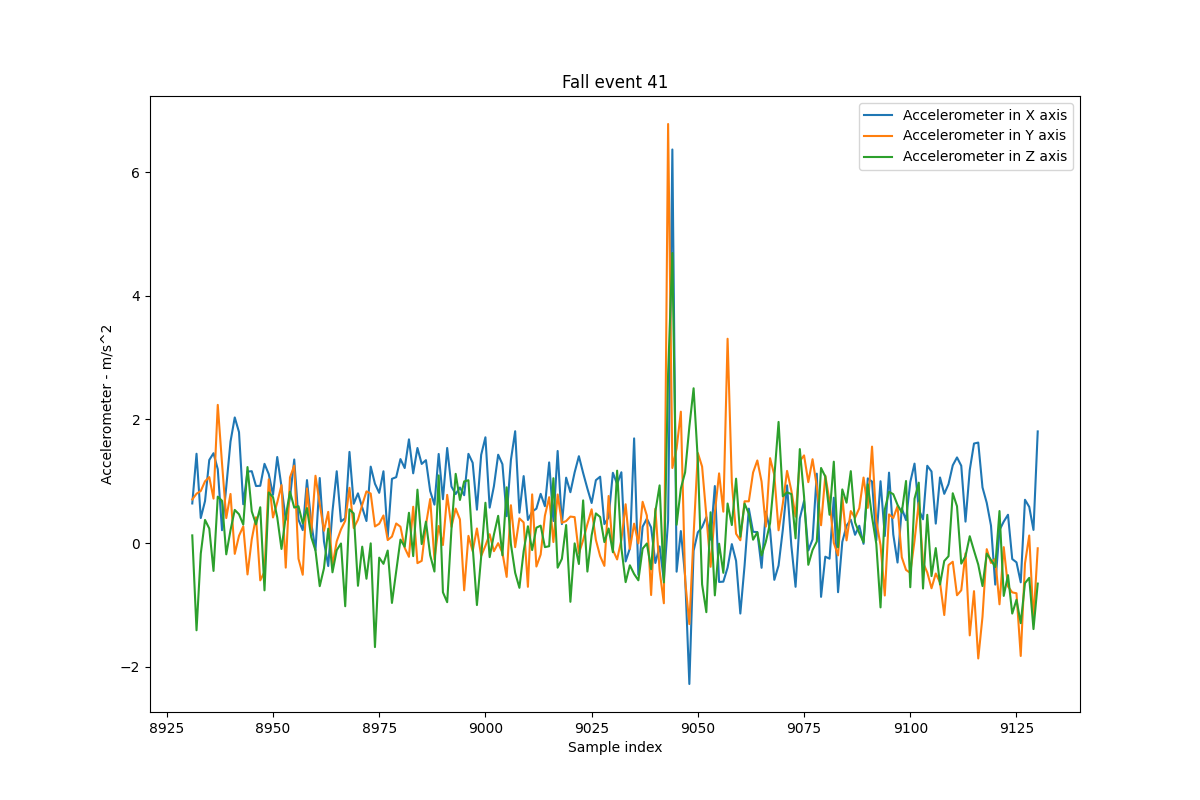 Fall event 41
Accelerometer in X axis
Accelerometer in Y axis
Accelerometer in Z axis
Accelerometer - m/s^2
6
4
2
0
−2
8925 8950 8975 9000 9025 9050 9075 9100 9125
Sample index